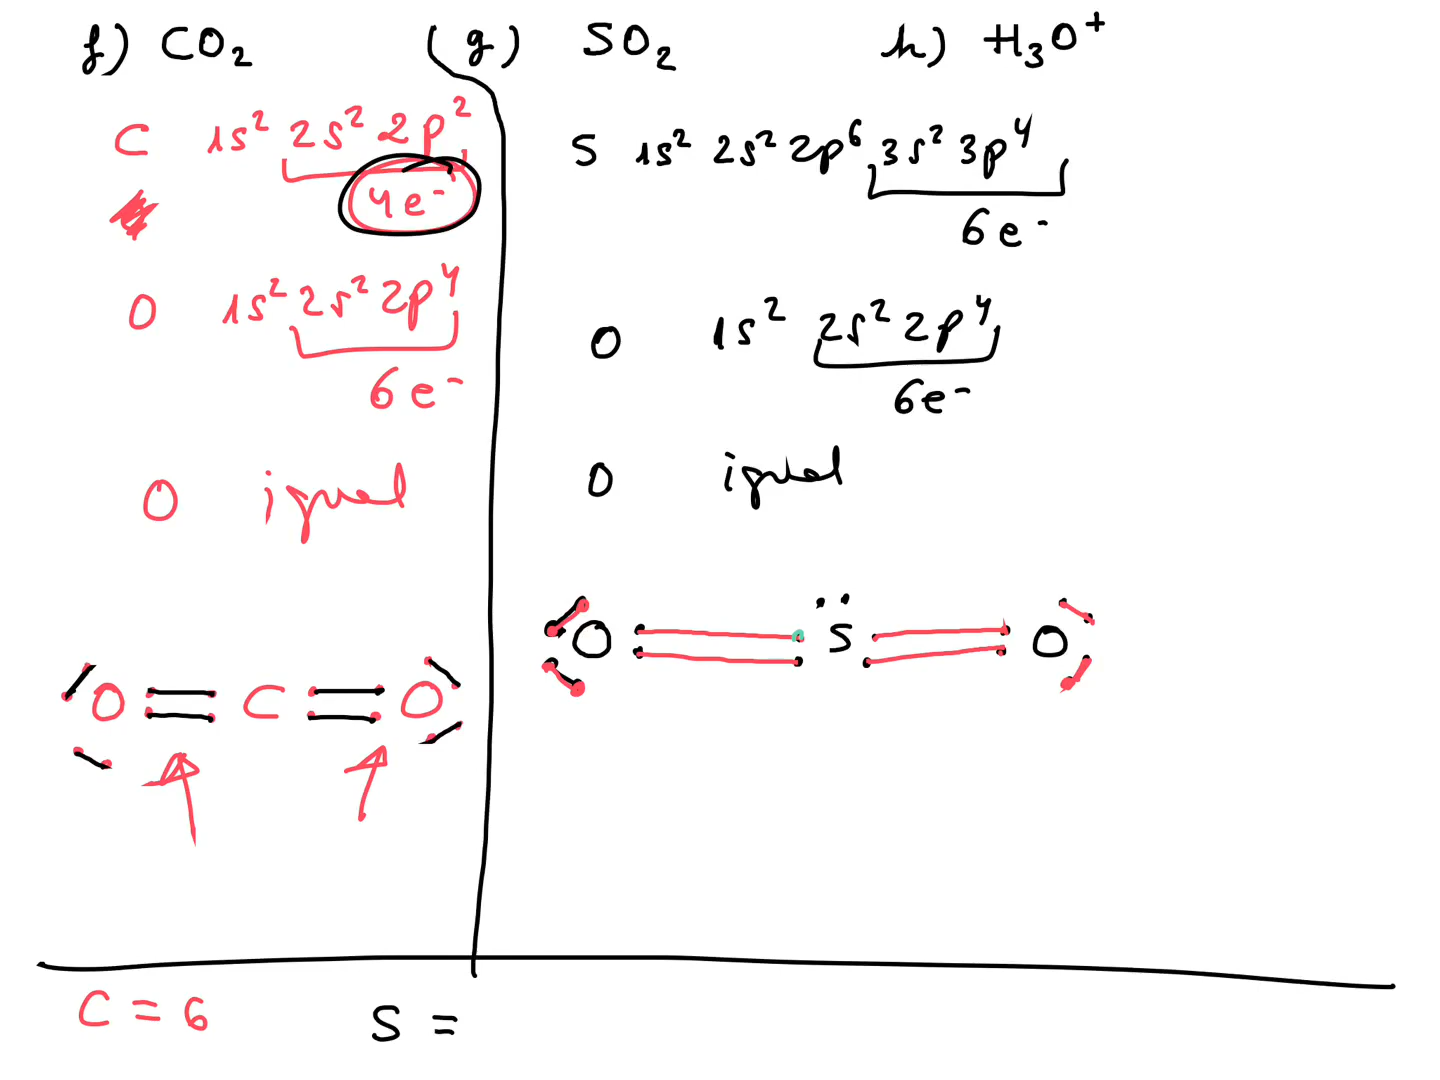 f) CO₂
C 1s² 2s² 2p²
4e⁻
O 1s² 2s² 2p⁴
6e⁻
O igual
O = C = O
C = 6
g) SO₂
S 1s² 2s² 2p⁶ 3s² 3p⁴
6e⁻
O 1s² 2s² 2p⁴
6e⁻
O igual
O = S = O
S =
h) H₃O⁺